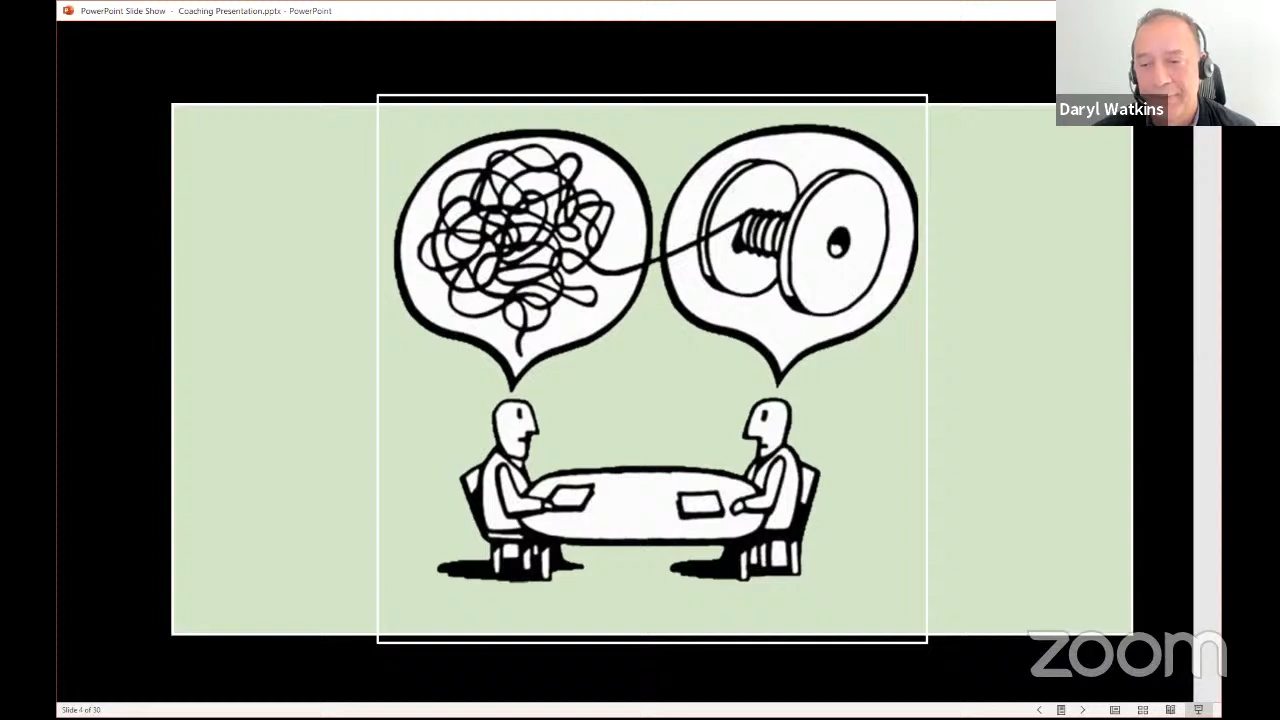 PowerPoint Slide Show - Coaching Presentation.pptx - PowerPoint
Daryl Watkins
zoom
Slide 4 of 30